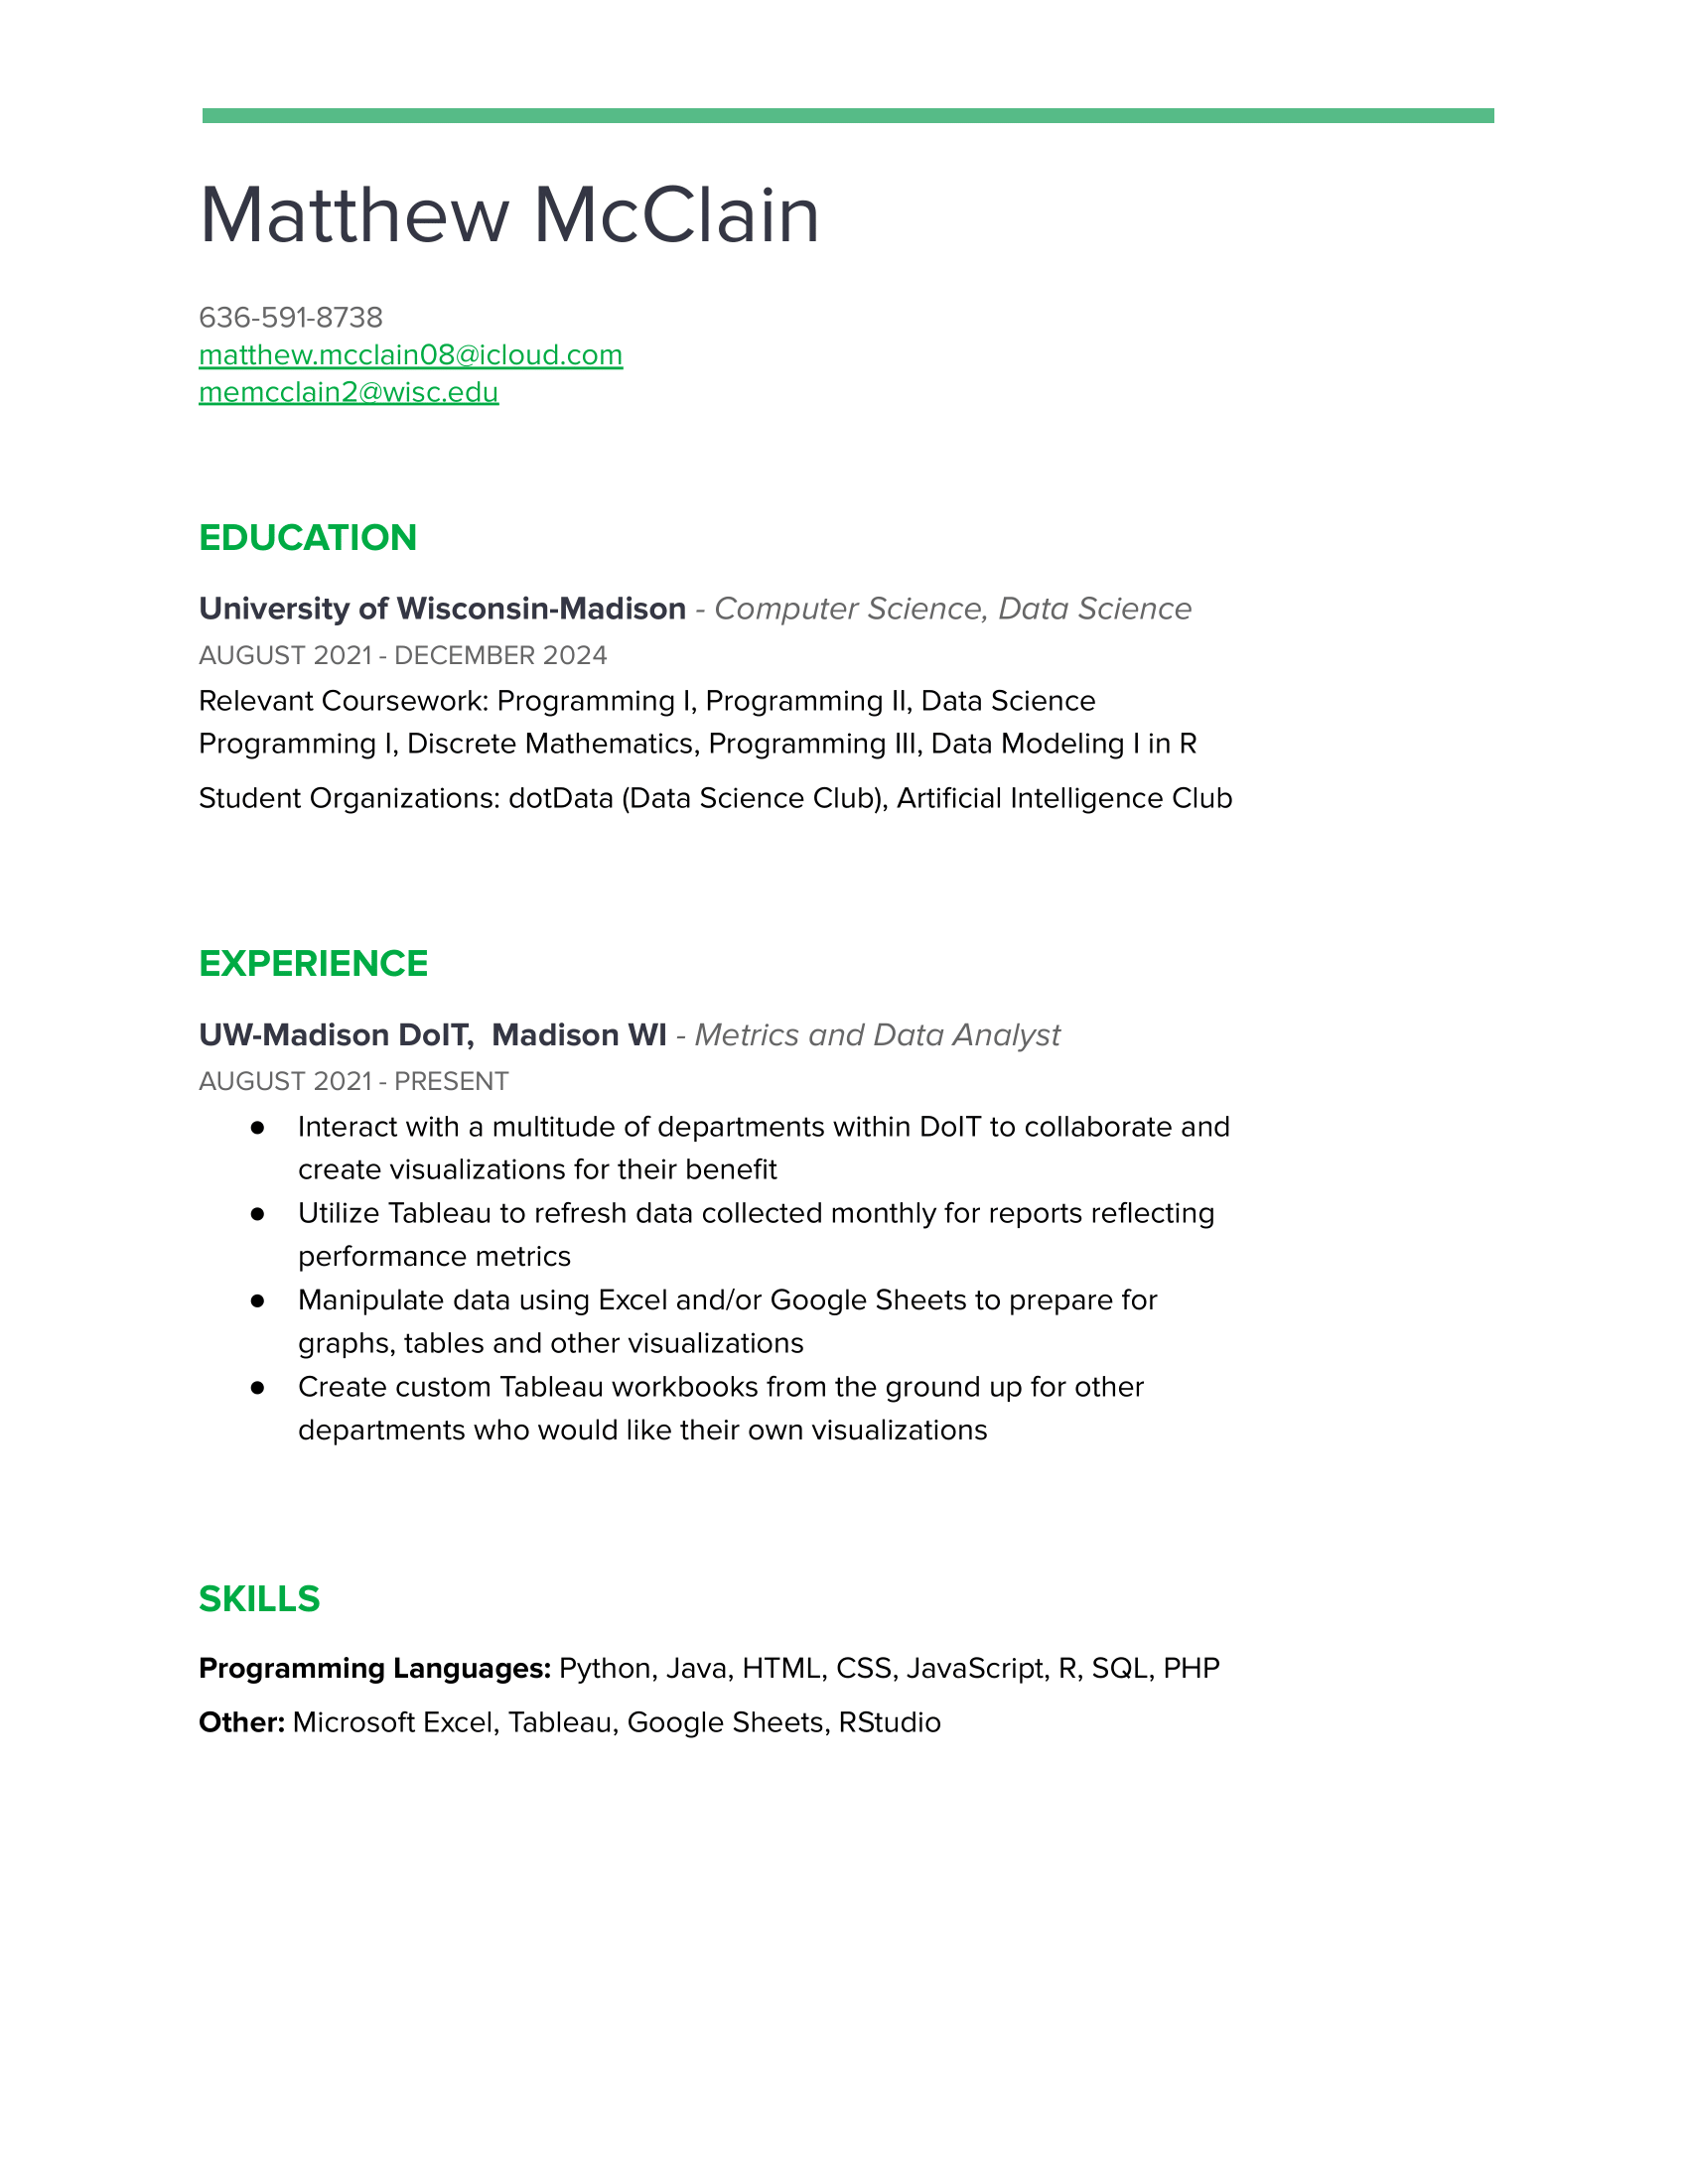 Matthew McClain
636-591-8738
matthew.mcclain08@icloud.com
memcclain2@wisc.edu
EDUCATION
University of Wisconsin-Madison - Computer Science, Data Science
AUGUST 2021 - DECEMBER 2024
Relevant Coursework: Programming I, Programming II, Data Science
Programming I, Discrete Mathematics, Programming III, Data Modeling I in R
Student Organizations: dotData (Data Science Club), Artificial Intelligence Club
EXPERIENCE
UW-Madison DoIT,  Madison WI - Metrics and Data Analyst
AUGUST 2021 - PRESENT
● Interact with a multitude of departments within DoIT to collaborate and
create visualizations for their benefit
● Utilize Tableau to refresh data collected monthly for reports reflecting
performance metrics
● Manipulate data using Excel and/or Google Sheets to prepare for
graphs, tables and other visualizations
● Create custom Tableau workbooks from the ground up for other
departments who would like their own visualizations
SKILLS
Programming Languages: Python, Java, HTML, CSS, JavaScript, R, SQL, PHP
Other: Microsoft Excel, Tableau, Google Sheets, RStudio